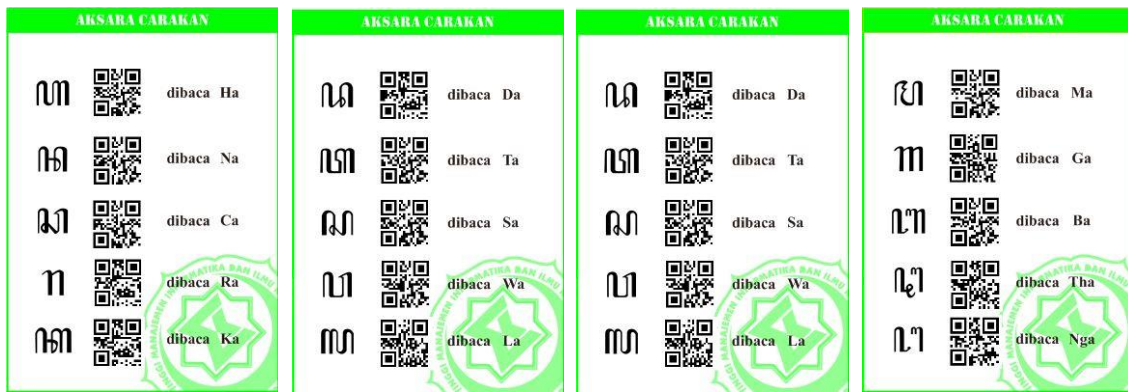 AKSARA CARAKAN
ꦲ dibaca Ha
ꦤ dibaca Na
ꦕ dibaca Ca
ꦫ dibaca Ra
ꦏ dibaca Ka
AKSARA CARAKAN
ꦢ dibaca Da
ꦠ dibaca Ta
ꦱ dibaca Sa
ꦮ dibaca Wa
ꦭ dibaca La
AKSARA CARAKAN
ꦢ dibaca Da
ꦠ dibaca Ta
ꦱ dibaca Sa
ꦮ dibaca Wa
ꦭ dibaca La
AKSARA CARAKAN
ꦩ dibaca Ma
ꦒ dibaca Ga
ꦧ dibaca Ba
ꦛ dibaca Tha
ꦔ dibaca Nga